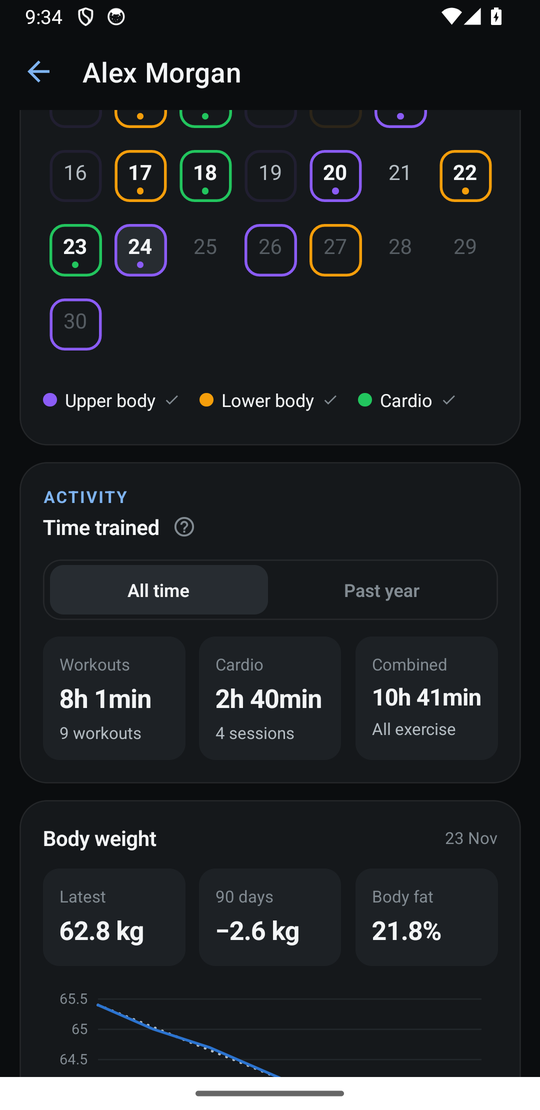 9:34
Alex Morgan
16 17 18 19 20 21 22
23 24 25 26 27 28 29
30
Upper body Lower body Cardio
ACTIVITY
Time trained
All time Past year
Workouts Cardio Combined
8h 1min 2h 40min 10h 41min
9 workouts 4 sessions All exercise
Body weight 23 Nov
Latest 90 days Body fat
62.8 kg −2.6 kg 21.8%
65.5
65
64.5